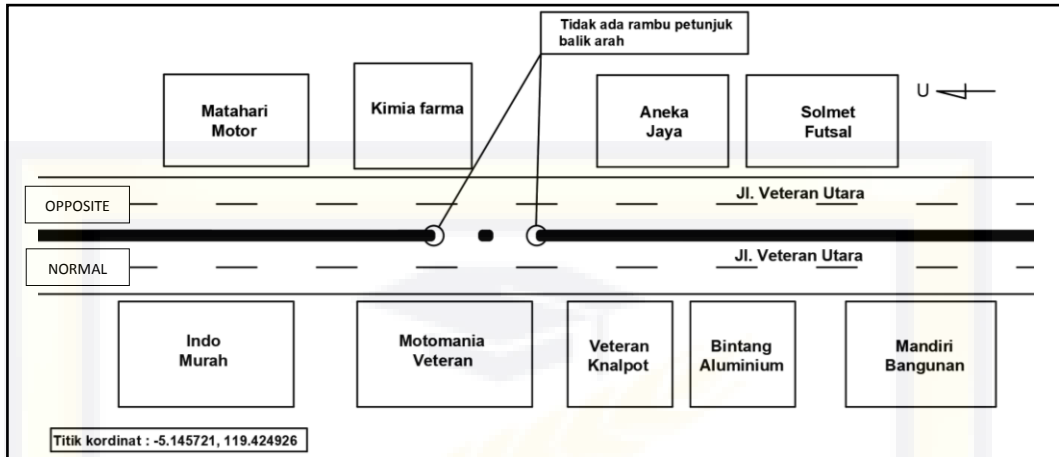 Tidak ada rambu petunjuk
balik arah
Matahari
Motor
Kimia farma
Aneka
Jaya
Solmet
Futsal
U
OPPOSITE
Jl. Veteran Utara
NORMAL
Jl. Veteran Utara
Indo
Murah
Motomania
Veteran
Veteran
Knalpot
Bintang
Aluminium
Mandiri
Bangunan
Titik kordinat : -5.145721, 119.424926